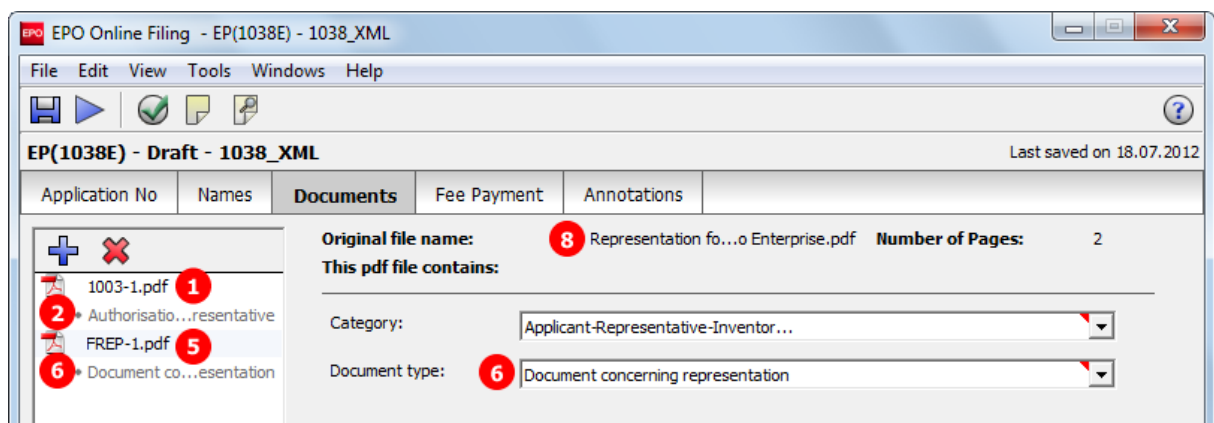 EPO EPO Online Filing - EP(1038E) - 1038_XML
File Edit View Tools Windows Help
EP(1038E) - Draft - 1038_XML Last saved on 18.07.2012
Application No Names Documents Fee Payment Annotations
Original file name: 8 Representation fo...o Enterprise.pdf Number of Pages: 2
This pdf file contains:
1003-1.pdf 1
2 Authorisatio...resentative
FREP-1.pdf 5
6 Document co...esentation
Category: Applicant-Representative-Inventor...
Document type: 6 Document concerning representation